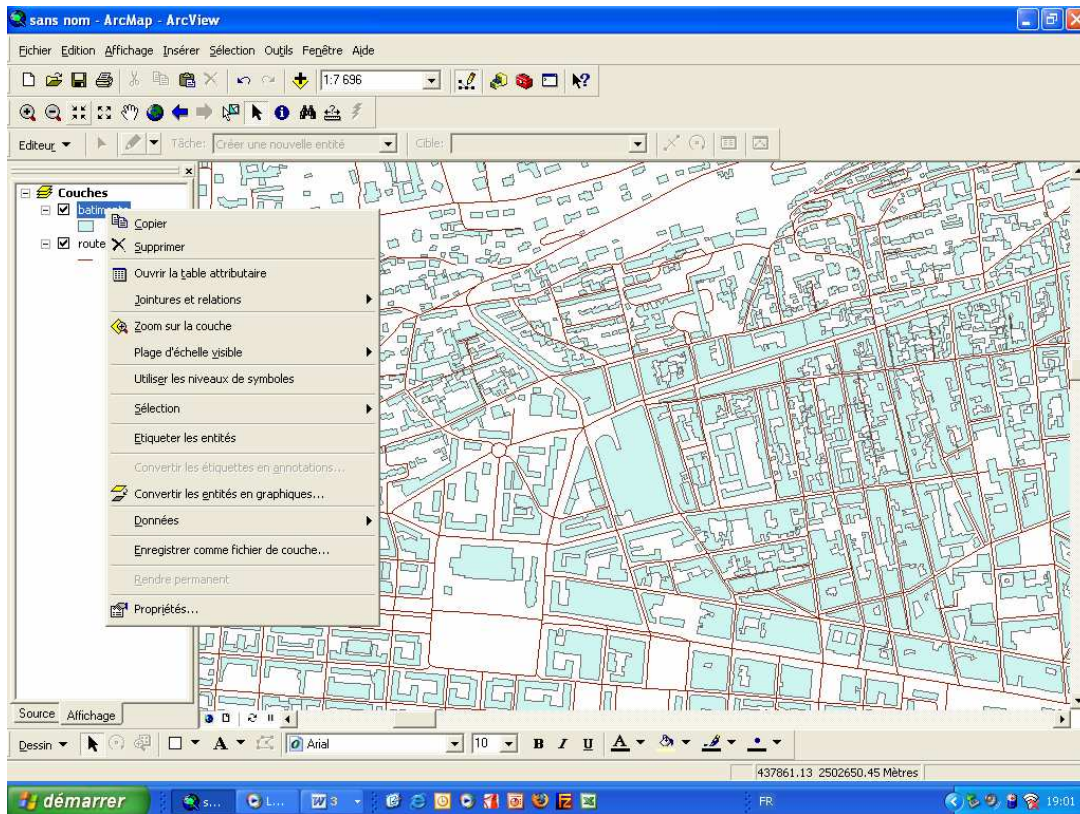 sans nom - ArcMap - ArcView
Fichier Edition Affichage Insérer Sélection Outils Fenêtre Aide
1:7 696
Editeur Tâche: Créer une nouvelle entité Cible:
Couches
batiments
route
Copier
Supprimer
Ouvrir la table attributaire
Jointures et relations
Zoom sur la couche
Plage d'échelle visible
Utiliser les niveaux de symboles
Sélection
Etiqueter les entités
Convertir les étiquettes en annotations...
Convertir les entités en graphiques...
Données
Enregistrer comme fichier de couche...
Rendre permanent
Propriétés...
Source Affichage
Dessin A Arial 10 B I U A
437861.13 2502650.45 Mètres
démarrer s... L... 3 FR 19:01